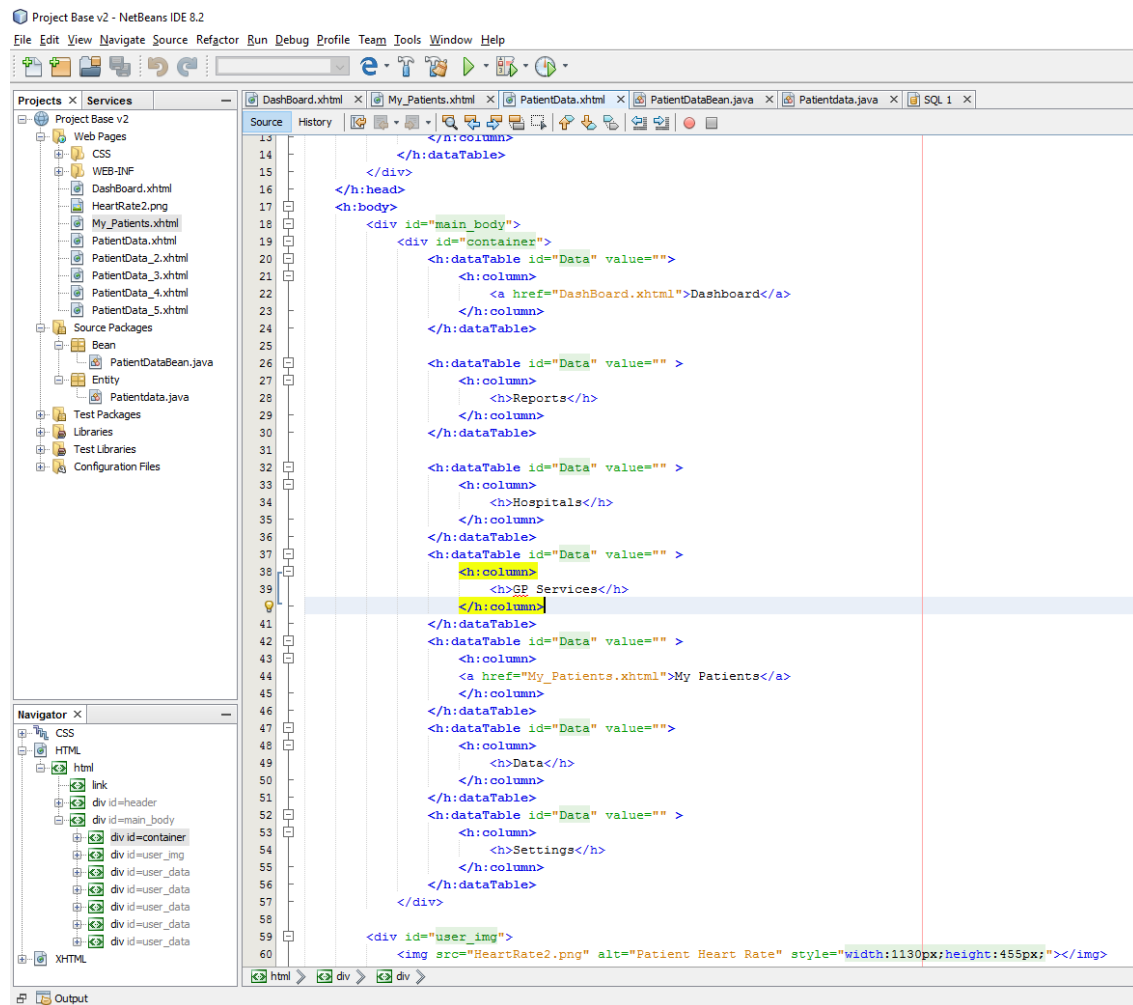 Project Base v2 - NetBeans IDE 8.2
File Edit View Navigate Source Refactor Run Debug Profile Team Tools Window Help
Projects × Services
Project Base v2
Web Pages
CSS
WEB-INF
DashBoard.xhtml
HeartRate2.png
My_Patients.xhtml
PatientData.xhtml
PatientData_2.xhtml
PatientData_3.xhtml
PatientData_4.xhtml
PatientData_5.xhtml
Source Packages
Bean
PatientDataBean.java
Entity
Patientdata.java
Test Packages
Libraries
Test Libraries
Configuration Files
Navigator ×
CSS
HTML
html
link
div id=header
div id=main_body
div id=container
div id=user_img
div id=user_data
div id=user_data
div id=user_data
div id=user_data
div id=user_data
XHTML
DashBoard.xhtml × My_Patients.xhtml × PatientData.xhtml × PatientDataBean.java × Patientdata.java × SQL 1 ×
Source History
13 </h:column>
14 </h:dataTable>
15 </div>
16 </h:head>
17 <h:body>
18 <div id="main_body">
19 <div id="container">
20 <h:dataTable id="Data" value="">
21 <h:column>
22 <a href="DashBoard.xhtml">Dashboard</a>
23 </h:column>
24 </h:dataTable>
25
26 <h:dataTable id="Data" value="" >
27 <h:column>
28 <h>Reports</h>
29 </h:column>
30 </h:dataTable>
31
32 <h:dataTable id="Data" value="" >
33 <h:column>
34 <h>Hospitals</h>
35 </h:column>
36 </h:dataTable>
37 <h:dataTable id="Data" value="" >
38 <h:column>
39 <h>GP Services</h>
</h:column>
41 </h:dataTable>
42 <h:dataTable id="Data" value="" >
43 <h:column>
44 <a href="My_Patients.xhtml">My Patients</a>
45 </h:column>
46 </h:dataTable>
47 <h:dataTable id="Data" value="">
48 <h:column>
49 <h>Data</h>
50 </h:column>
51 </h:dataTable>
52 <h:dataTable id="Data" value="" >
53 <h:column>
54 <h>Settings</h>
55 </h:column>
56 </h:dataTable>
57 </div>
58
59 <div id="user_img">
60 <img src="HeartRate2.png" alt="Patient Heart Rate" style="width:1130px;height:455px;"></img>
html div div
Output